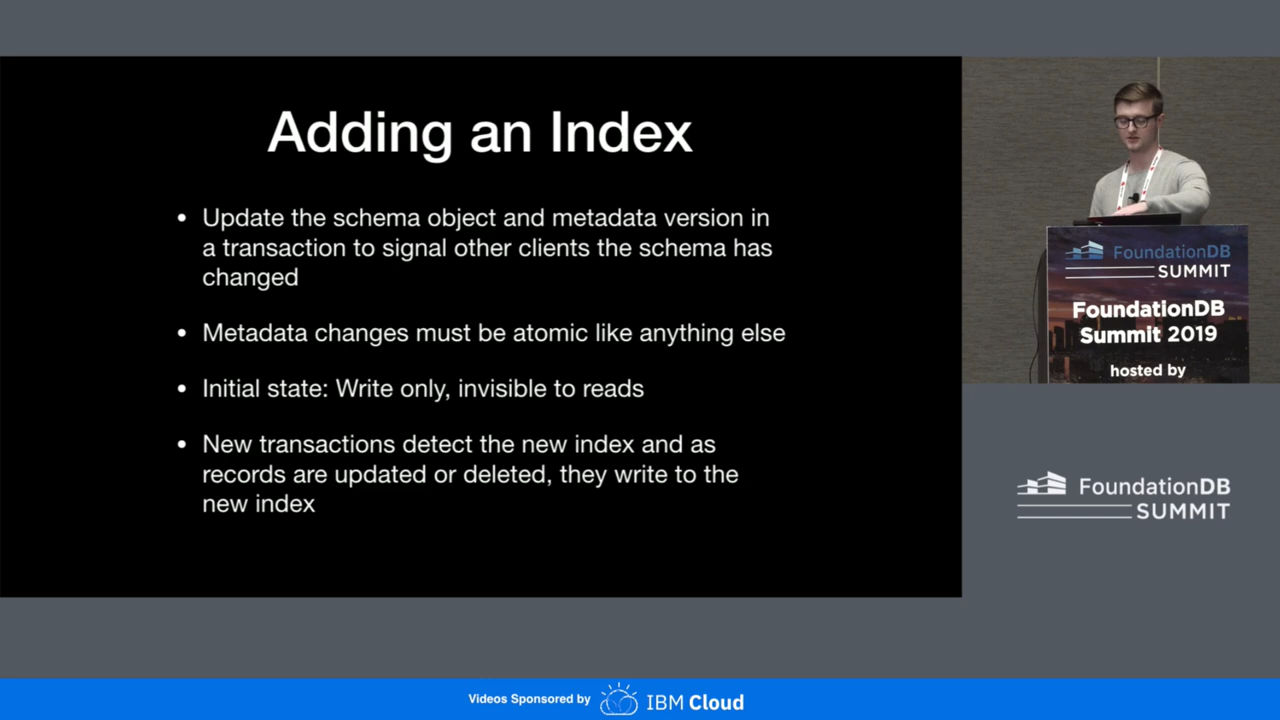 Adding an Index
• Update the schema object and metadata version in
a transaction to signal other clients the schema has
changed
• Metadata changes must be atomic like anything else
• Initial state: Write only, invisible to reads
• New transactions detect the new index and as
records are updated or deleted, they write to the
new index
FoundationDB
SUMMIT
FoundationDB
Summit 2019
hosted by
FoundationDB
SUMMIT
Videos Sponsored by IBM Cloud